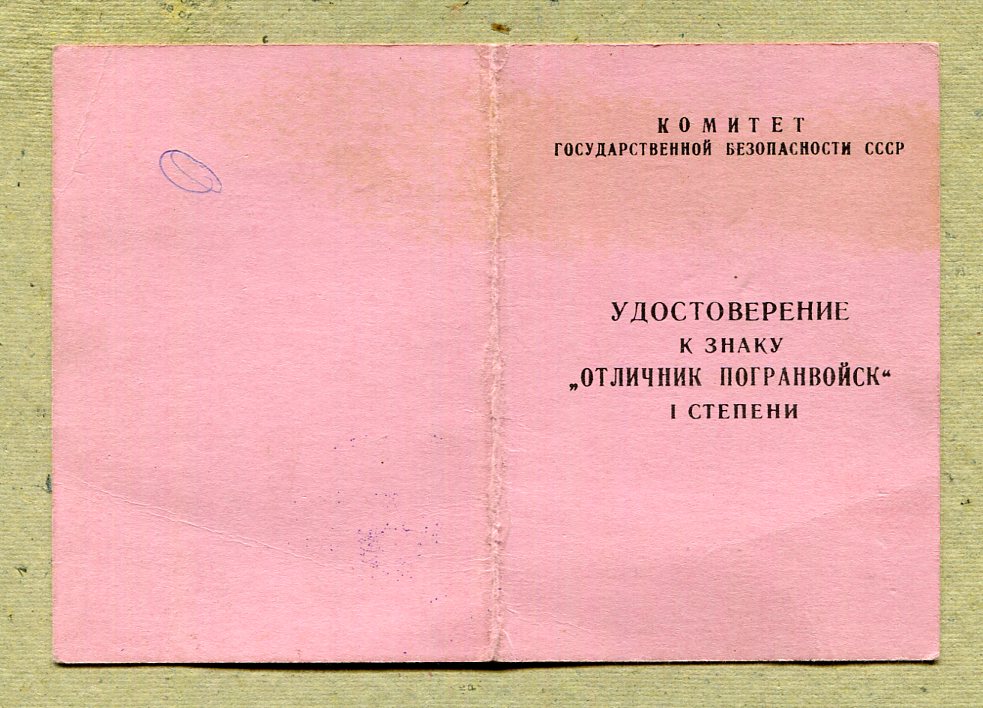 КОМИТЕТ
ГОСУДАРСТВЕННОЙ БЕЗОПАСНОСТИ СССР
УДОСТОВЕРЕНИЕ
К ЗНАКУ
„ОТЛИЧНИК ПОГРАНВОЙСК“
I СТЕПЕНИ